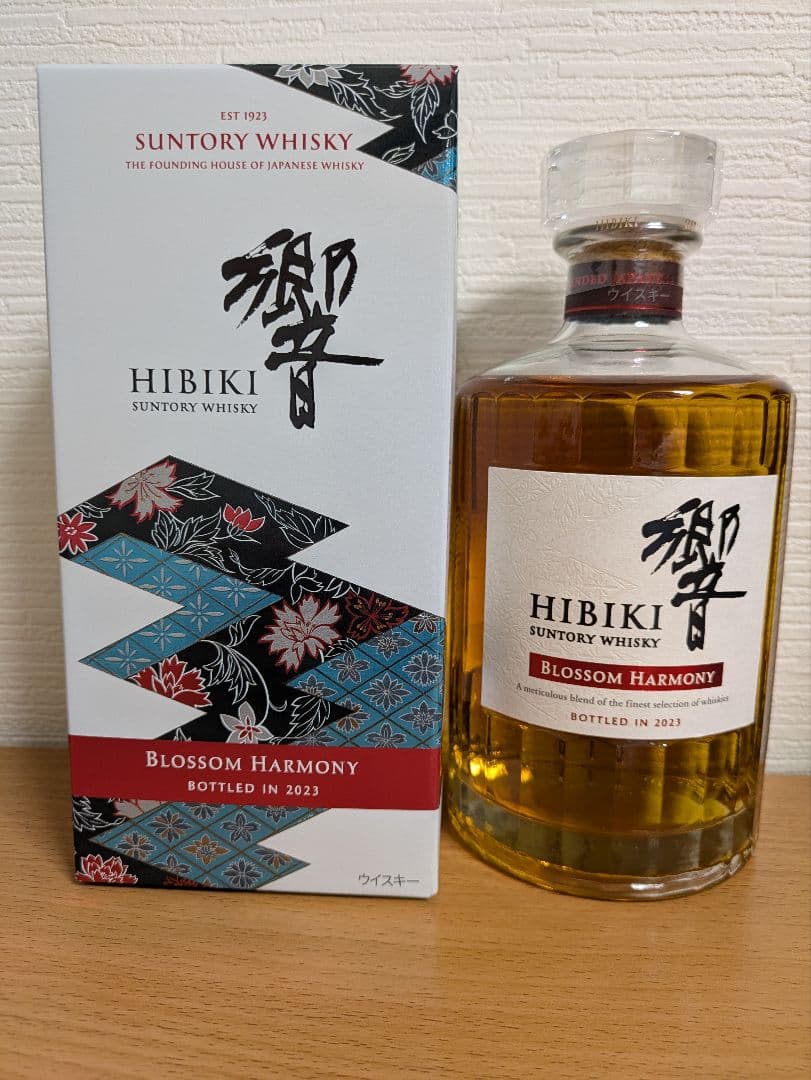 EST 1923
SUNTORY WHISKY
THE FOUNDING HOUSE OF JAPANESE WHISKY
響
HIBIKI
SUNTORY WHISKY
BLOSSOM HARMONY
BOTTLED IN 2023
ウイスキー
HIBIKI
ウイスキー
響
HIBIKI
SUNTORY WHISKY
BLOSSOM HARMONY
A meticulous blend of the finest selection of whiskies
BOTTLED IN 2023